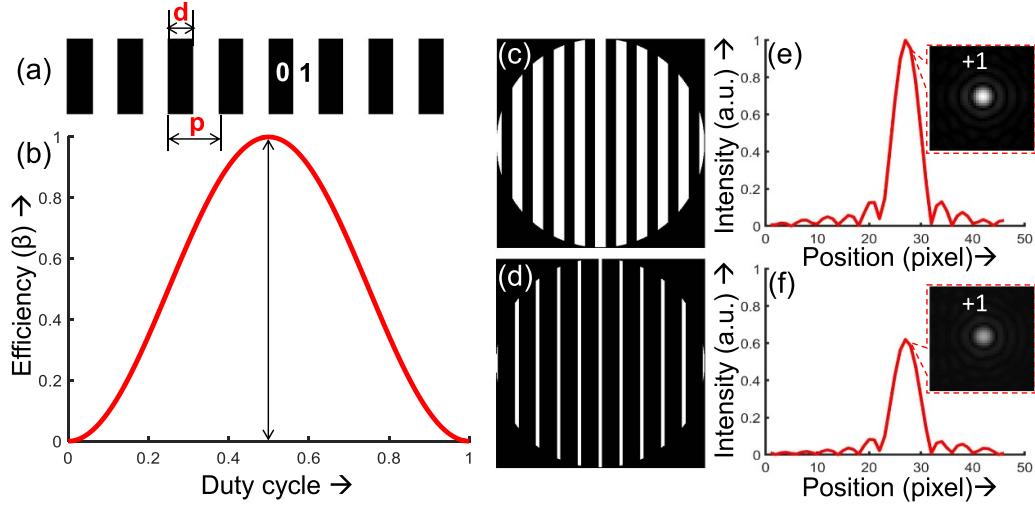 d
(a)
0 1
p
(b)
Efficiency (β) →
1
0.8
0.6
0.4
0.2
0
0 0.2 0.4 0.6 0.8 1
Duty cycle →
(c)
(d)
(e)
Intensity (a.u.) →
1
0.8
0.6
0.4
0.2
0
0 10 20 30 40 50
Position (pixel)→
+1
(f)
Intensity (a.u.) →
1
0.8
0.6
0.4
0.2
0
0 10 20 30 40 50
Position (pixel)→
+1